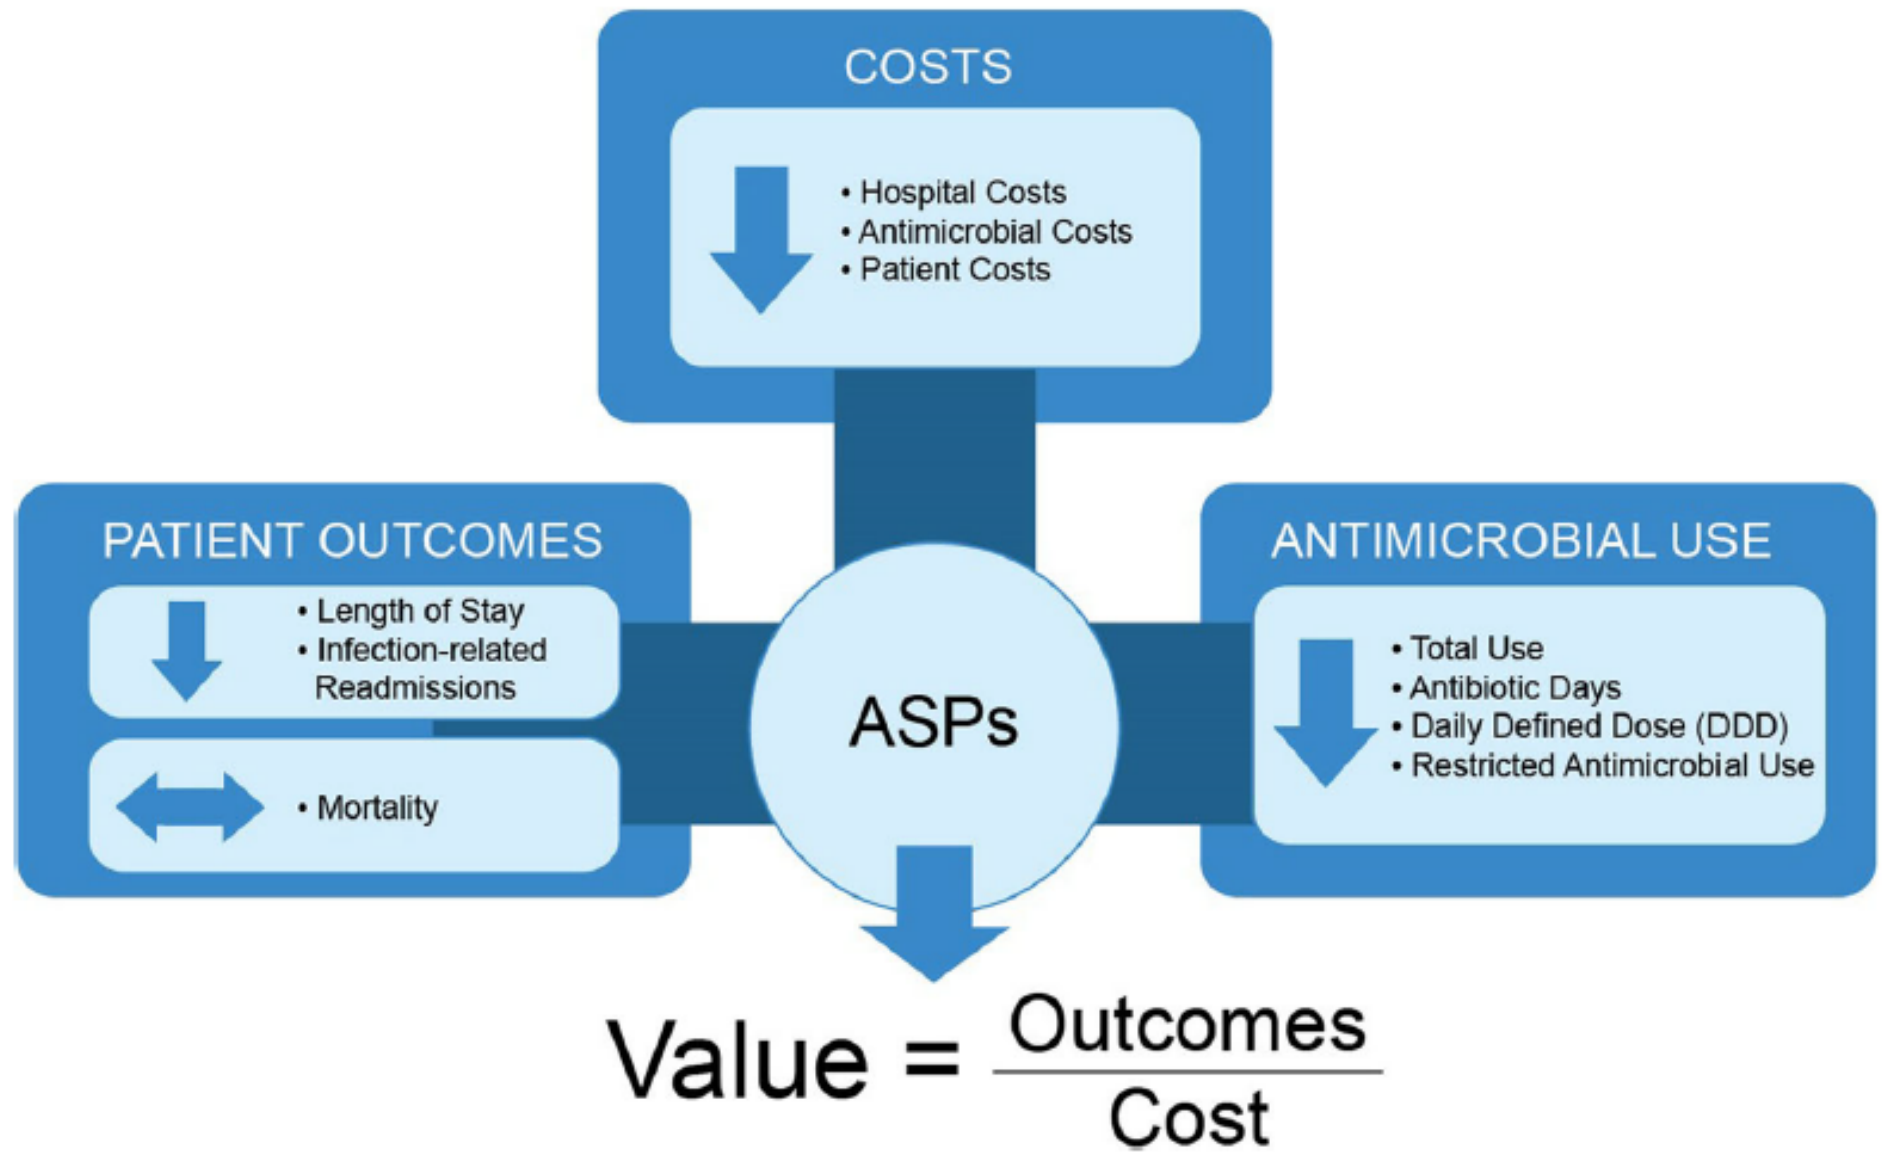 COSTS
• Hospital Costs
• Antimicrobial Costs
• Patient Costs
PATIENT OUTCOMES
• Length of Stay
• Infection-related
Readmissions
• Mortality
ASPs
ANTIMICROBIAL USE
• Total Use
• Antibiotic Days
• Daily Defined Dose (DDD)
• Restricted Antimicrobial Use
Value = Outcomes
Cost